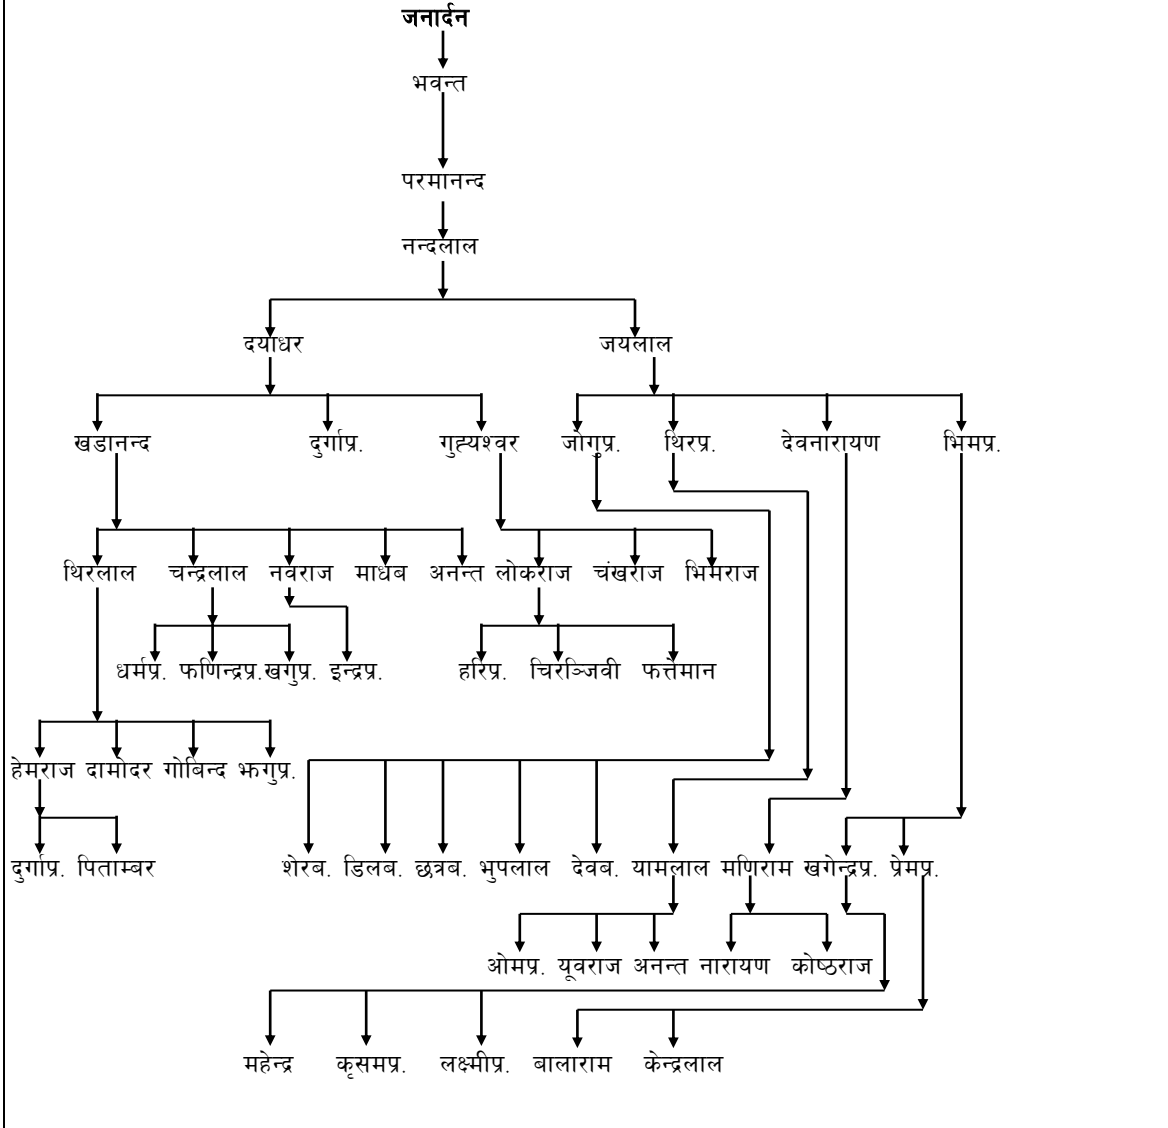 जनार्दन
भवन्त
परमानन्द
नन्दलाल
दयाधर जयलाल
खडानन्द दुर्गाप्र. गुह्यश्वर जोगुप्र. थिरप्र. देवनारायण भिमप्र.
थिरलाल चन्द्रलाल नवराज माधब अनन्त लोकराज चंखराज भिमराज
धर्मप्र. फणिन्द्रप्र. खगुप्र. इन्द्रप्र. हरिप्र. चिरञ्जिवी फत्तेमान
हेमराज दामोदर गोबिन्द झगुप्र.
दुर्गाप्र. पिताम्बर शेरब. डिलब. छत्रब. भुपलाल देवब. यामलाल मणिराम खगेन्द्रप्र. प्रेमप्र.
ओमप्र. यूवराज अनन्त नारायण कोष्ठराज
महेन्द्र कृसमप्र. लक्ष्मीप्र. बालाराम केन्द्रलाल